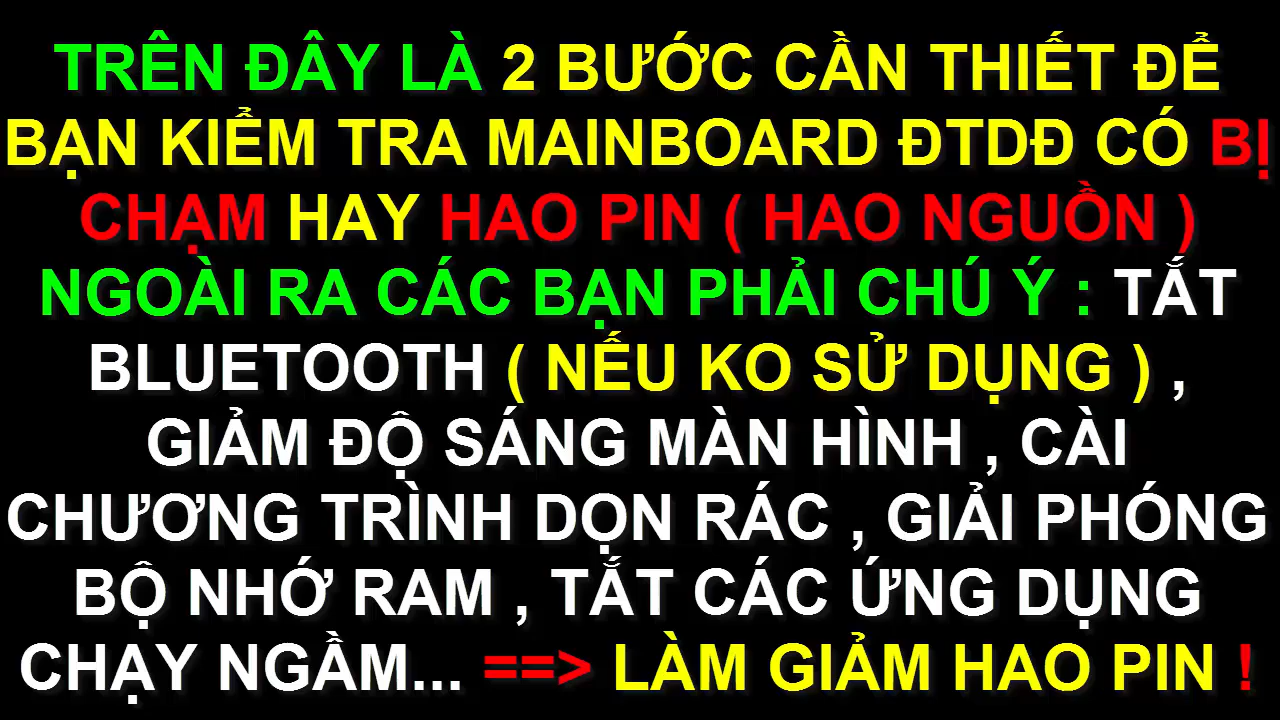 TRÊN ĐÂY LÀ 2 BƯỚC CẦN THIẾT ĐỂ
BẠN KIỂM TRA MAINBOARD ĐTDĐ CÓ BỊ
CHẠM HAY HAO PIN ( HAO NGUỒN )
NGOÀI RA CÁC BẠN PHẢI CHÚ Ý : TẮT
BLUETOOTH ( NẾU KO SỬ DỤNG ) ,
GIẢM ĐỘ SÁNG MÀN HÌNH , CÀI
CHƯƠNG TRÌNH DỌN RÁC , GIẢI PHÓNG
BỘ NHỚ RAM , TẮT CÁC ỨNG DỤNG
CHẠY NGẦM... ==> LÀM GIẢM HAO PIN !